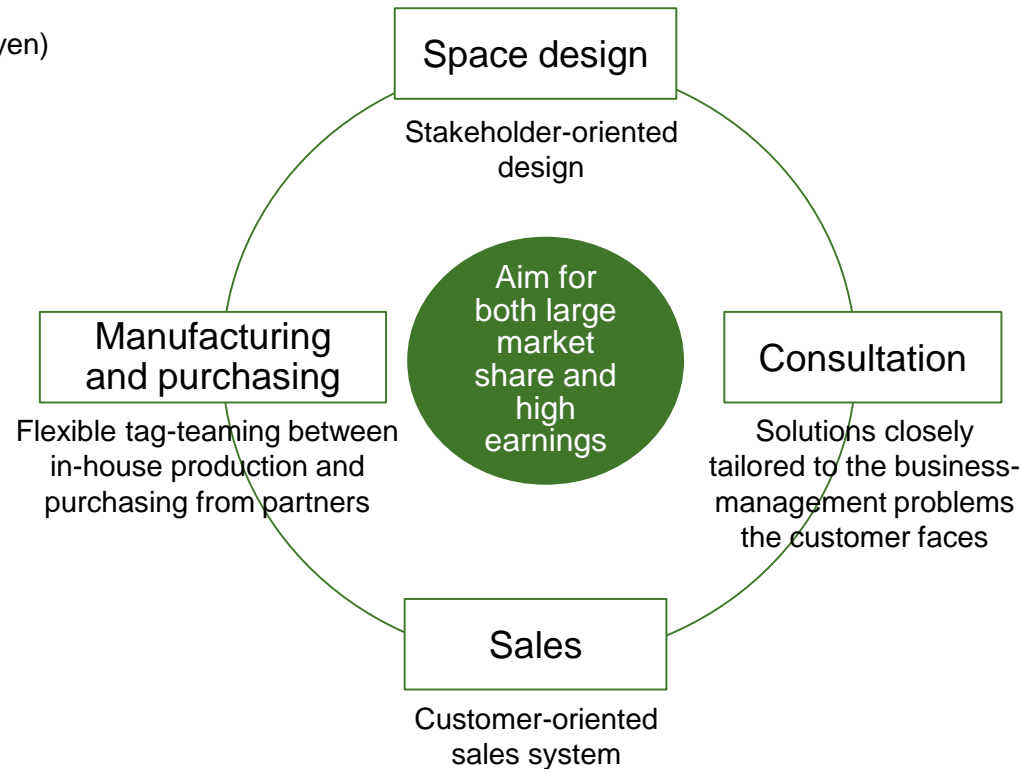 yen)
Space design
Stakeholder-oriented
design
Aim for
both large
market
share and
high
earnings
Manufacturing
and purchasing
Flexible tag-teaming between
in-house production and
purchasing from partners
Consultation
Solutions closely
tailored to the business-
management problems
the customer faces
Sales
Customer-oriented
sales system